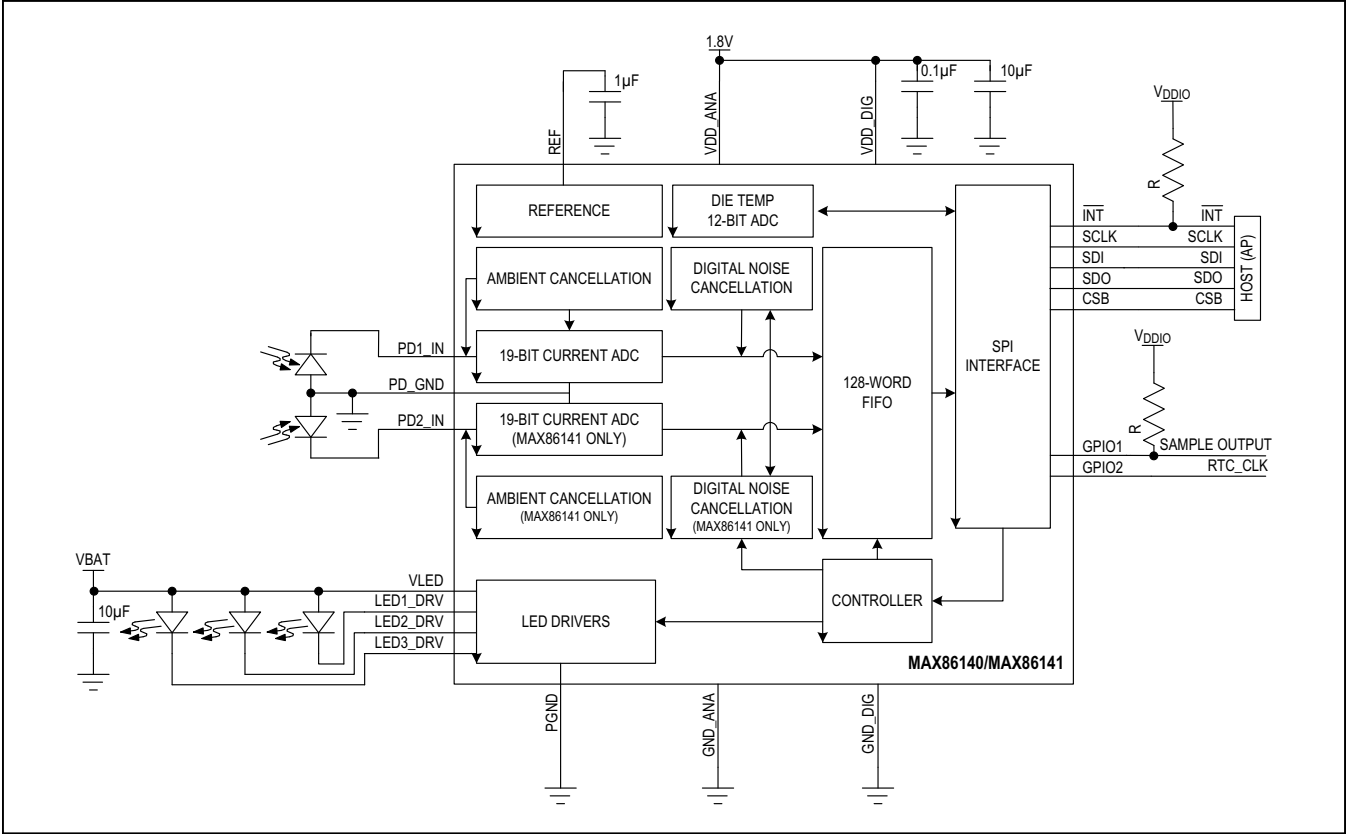 1.8V
1µF
0.1µF
10µF
VDDIO
REF
VDD_ANA
VDD_DIG
R
REFERENCE
DIE TEMP
12-BIT ADC
INT
INT
SCLK
SCLK
SDI
SDI
SDO
SDO
CSB
CSB
HOST (AP)
AMBIENT CANCELLATION
DIGITAL NOISE
CANCELLATION
PD1_IN
19-BIT CURRENT ADC
SPI
INTERFACE
VDDIO
PD_GND
128-WORD
FIFO
PD2_IN
19-BIT CURRENT ADC
(MAX86141 ONLY)
R
GPIO1
SAMPLE OUTPUT
GPIO2
RTC_CLK
AMBIENT CANCELLATION
(MAX86141 ONLY)
DIGITAL NOISE
CANCELLATION
(MAX86141 ONLY)
VBAT
10µF
VLED
LED1_DRV
LED2_DRV
LED3_DRV
LED DRIVERS
CONTROLLER
MAX86140/MAX86141
PGND
GND_ANA
GND_DIG